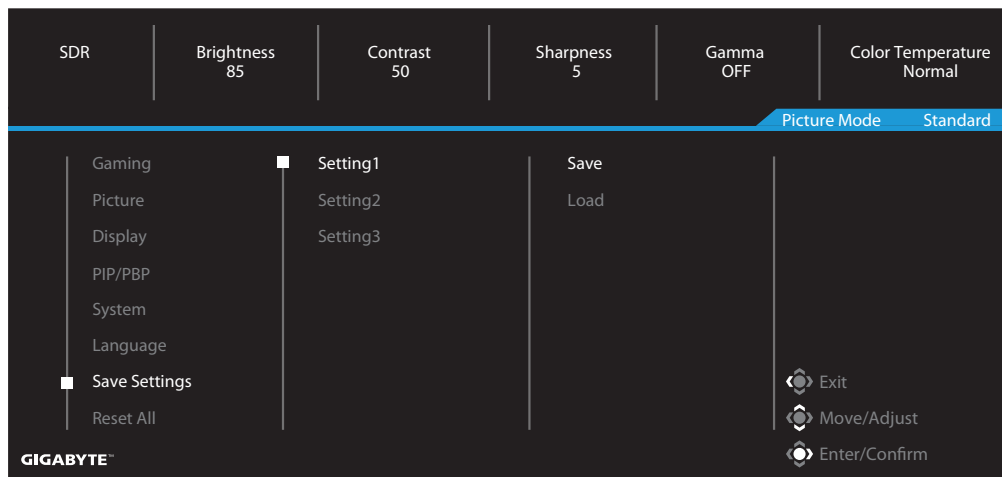 SDR
Brightness
85
Contrast
50
Sharpness
5
Gamma
OFF
Color Temperature
Normal
Picture Mode Standard
Gaming
Picture
Display
PIP/PBP
System
Language
Save Settings
Reset All
Setting1
Setting2
Setting3
Save
Load
Exit
Move/Adjust
Enter/Confirm
GIGABYTE™